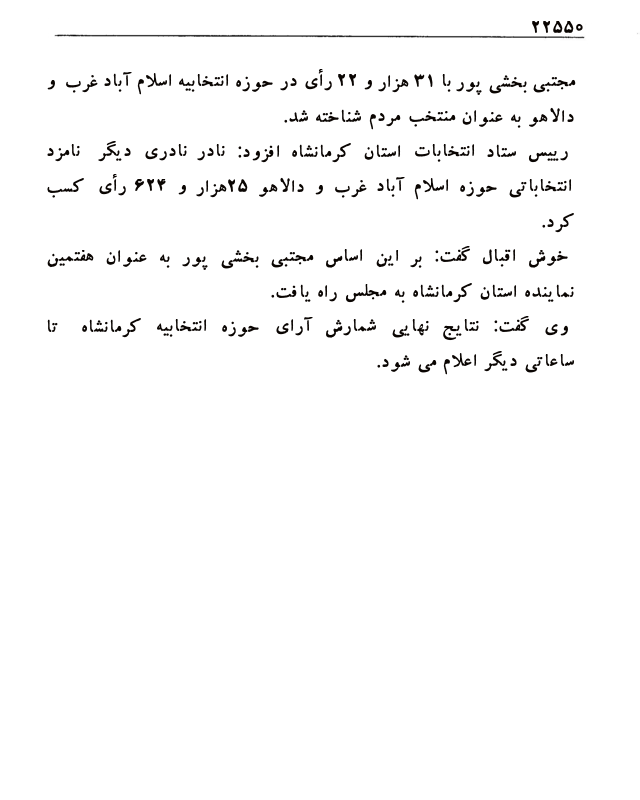 ۲۲۵۵۰
مجتبی بخشی پور با ۳۱ هزار و ۲۲ رأی در حوزه انتخابیه اسلام آباد غرب و
دالاهو به عنوان منتخب مردم شناخته شد.
رییس ستاد انتخابات استان کرمانشاه افزود: نادر نادری دیگر نامزد
انتخاباتی حوزه اسلام آباد غرب و دالاهو ۲۵هزار و ۶۲۴ رأی کسب
کرد.
خوش اقبال گفت: بر این اساس مجتبی بخشی پور به عنوان هفتمین
نماینده استان کرمانشاه به مجلس راه یافت.
وی گفت: نتایج نهایی شمارش آرای حوزه انتخابیه کرمانشاه تا
ساعاتی دیگر اعلام می شود.